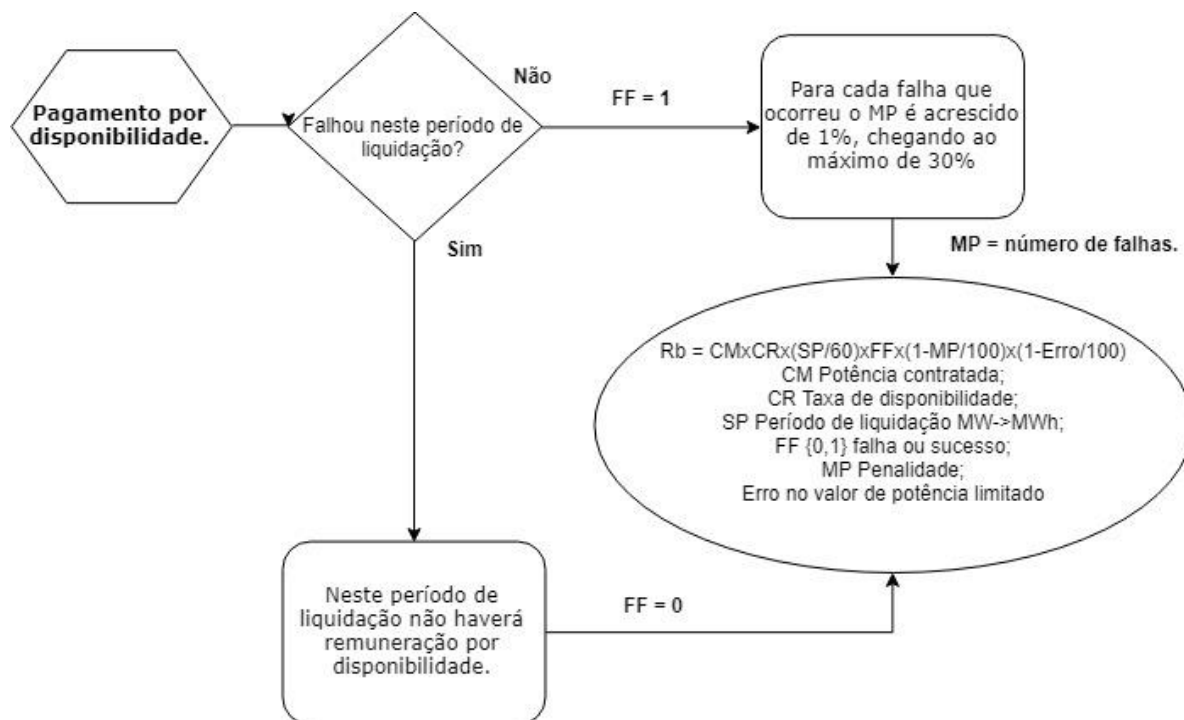 Pagamento por
disponibilidade.
Falhou neste período de
liquidação?
Não
FF = 1
Para cada falha que
ocorreu o MP é acrescido
de 1%, chegando ao
máximo de 30%
MP = número de falhas.
Sim
Rb = CMxCRx(SP/60)xFFx(1-MP/100)x(1-Erro/100)
CM Potência contratada;
CR Taxa de disponibilidade;
SP Período de liquidação MW->MWh;
FF {0,1} falha ou sucesso;
MP Penalidade;
Erro no valor de potência limitado
Neste período de
liquidação não haverá
remuneração por
disponibilidade.
FF = 0